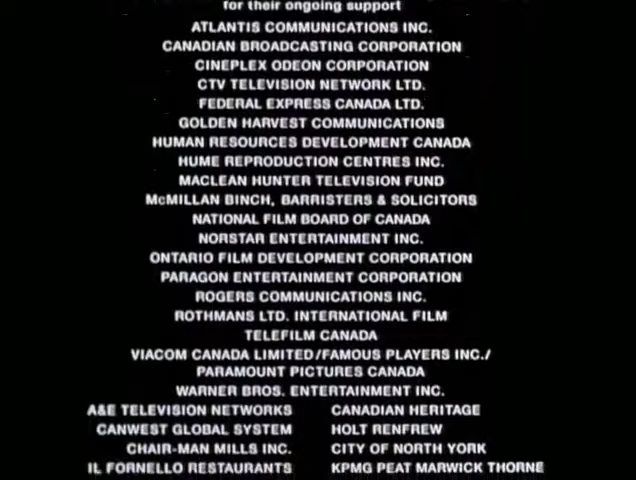 for their ongoing support
ATLANTIS COMMUNICATIONS INC.
CANADIAN BROADCASTING CORPORATION
CINEPLEX ODEON CORPORATION
CTV TELEVISION NETWORK LTD.
FEDERAL EXPRESS CANADA LTD.
GOLDEN HARVEST COMMUNICATIONS
HUMAN RESOURCES DEVELOPMENT CANADA
HUME REPRODUCTION CENTRES INC.
MACLEAN HUNTER TELEVISION FUND
McMILLAN BINCH, BARRISTERS & SOLICITORS
NATIONAL FILM BOARD OF CANADA
NORSTAR ENTERTAINMENT INC.
ONTARIO FILM DEVELOPMENT CORPORATION
PARAGON ENTERTAINMENT CORPORATION
ROGERS COMMUNICATIONS INC.
ROTHMANS LTD. INTERNATIONAL FILM
TELEFILM CANADA
VIACOM CANADA LIMITED/FAMOUS PLAYERS INC./
PARAMOUNT PICTURES CANADA
WARNER BROS. ENTERTAINMENT INC.
A&E TELEVISION NETWORKS CANADIAN HERITAGE
CANWEST GLOBAL SYSTEM HOLT RENFREW
CHAIR-MAN MILLS INC. CITY OF NORTH YORK
IL FORNELLO RESTAURANTS KPMG PEAT MARWICK THORNE